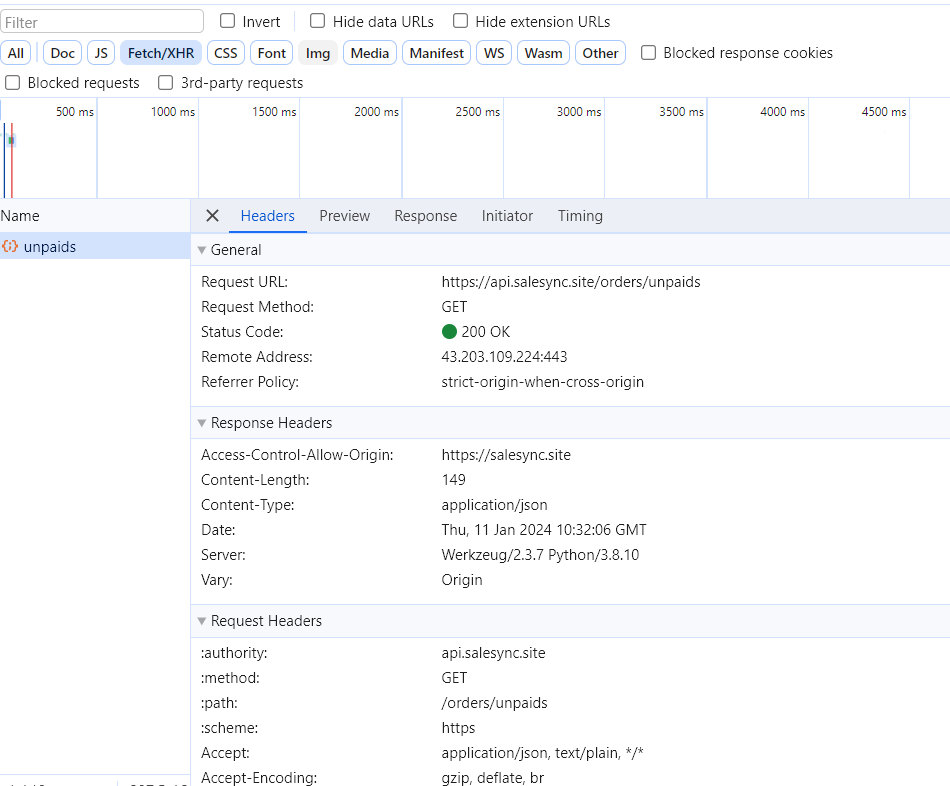 Filter Invert Hide data URLs Hide extension URLs
All Doc JS Fetch/XHR CSS Font Img Media Manifest WS Wasm Other Blocked response cookies
Blocked requests 3rd-party requests
500 ms 1000 ms 1500 ms 2000 ms 2500 ms 3000 ms 3500 ms 4000 ms 4500 ms
Name Headers Preview Response Initiator Timing
unpaids General
Request URL: https://api.salesync.site/orders/unpaids
Request Method: GET
Status Code: 200 OK
Remote Address: 43.203.109.224:443
Referrer Policy: strict-origin-when-cross-origin
Response Headers
Access-Control-Allow-Origin: https://salesync.site
Content-Length: 149
Content-Type: application/json
Date: Thu, 11 Jan 2024 10:32:06 GMT
Server: Werkzeug/2.3.7 Python/3.8.10
Vary: Origin
Request Headers
:authority: api.salesync.site
:method: GET
:path: /orders/unpaids
:scheme: https
Accept: application/json, text/plain, */*
Accept-Encoding: gzip, deflate, br